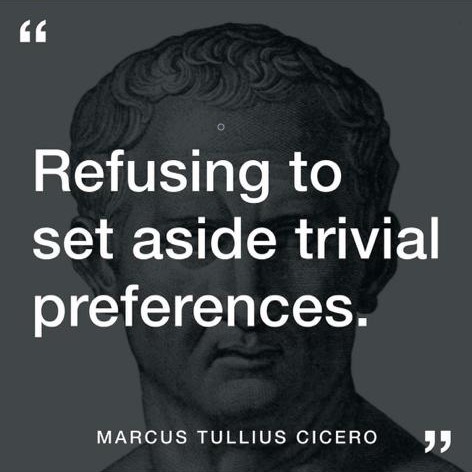 “
Refusing to
set aside trivial
preferences.
MARCUS TULLIUS CICERO
”